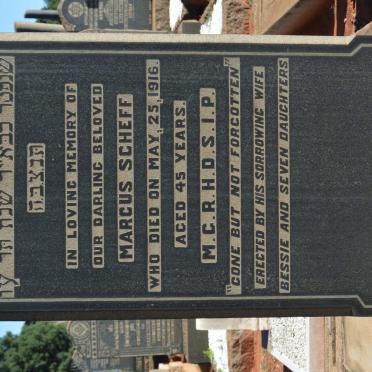 תנצבה
IN LOVING MEMORY OF
OUR DARLING BELOVED
MARCUS SCHEFF
WHO DIED ON MAY, 25, 1916.
AGED 45 YEARS.
M.C.R.H.D.S.I.P.
"GONE BUT NOT FORGOTTEN"
ERECTED BY HIS SORROWING WIFE
BESSIE AND SEVEN DAUGHTERS